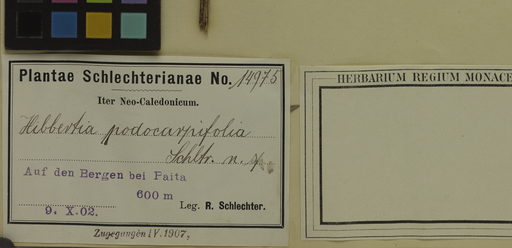 Plantae Schlechterianae No. 14975
Iter Neo-Caledonicum.
Hibbertia podocarpifolia
Schltr. n. sp.
Auf den Bergen bei Paita
600 m
9. X.02. Leg. R. Schlechter.
Zugegangen IV. 1907,
HERBARIUM REGIUM MONACE